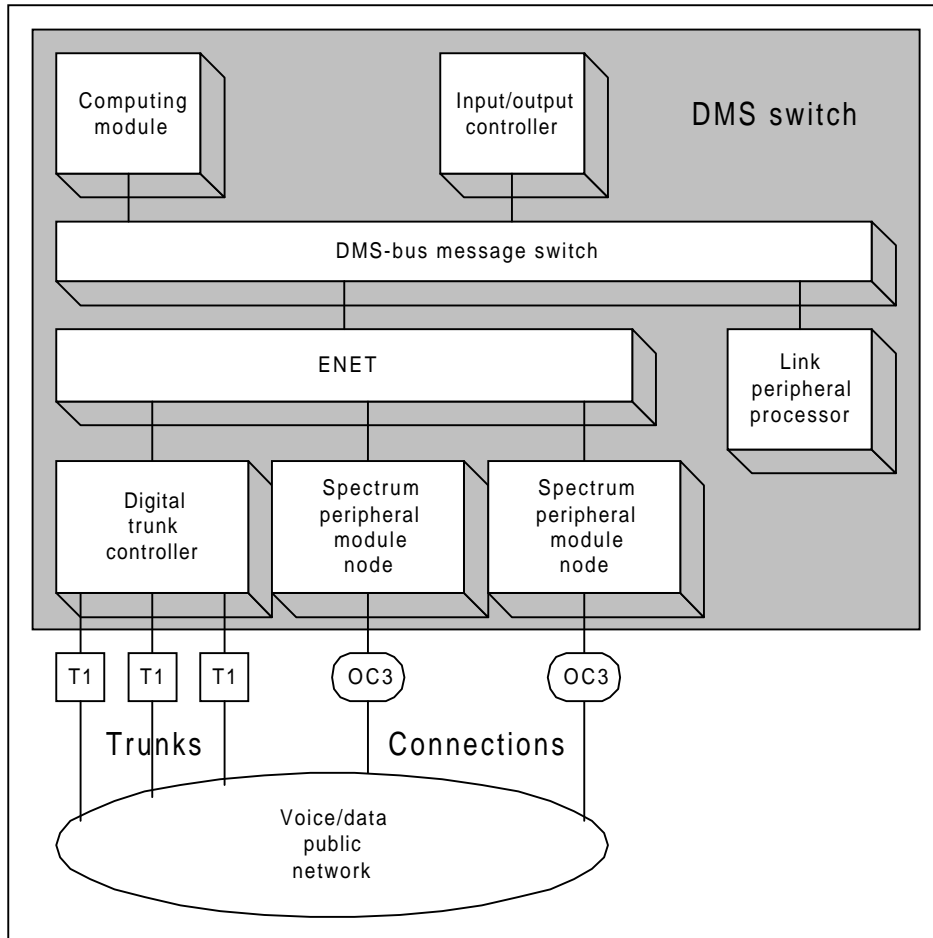 Computing
module
Input/output
controller
DMS switch
DMS-bus message switch
ENET
Link
peripheral
processor
Digital
trunk
controller
Spectrum
peripheral
module
node
Spectrum
peripheral
module
node
T1
T1
T1
OC3
OC3
Trunks
Connections
Voice/data
public
network